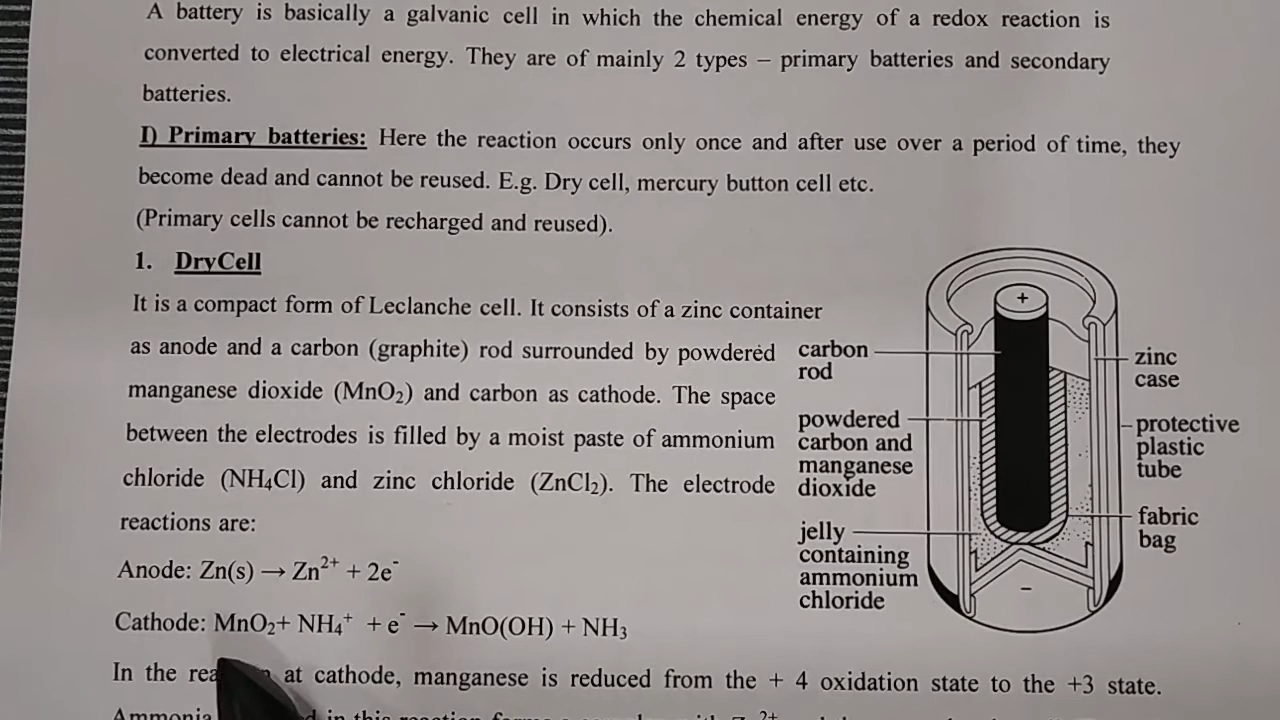 A battery is basically a galvanic cell in which the chemical energy of a redox reaction is
converted to electrical energy. They are of mainly 2 types – primary batteries and secondary
batteries.
I) Primary batteries: Here the reaction occurs only once and after use over a period of time, they
become dead and cannot be reused. E.g. Dry cell, mercury button cell etc.
(Primary cells cannot be recharged and reused).
1. DryCell
It is a compact form of Leclanche cell. It consists of a zinc container
as anode and a carbon (graphite) rod surrounded by powdered
manganese dioxide (MnO₂) and carbon as cathode. The space
between the electrodes is filled by a moist paste of ammonium
chloride (NH₄Cl) and zinc chloride (ZnCl₂). The electrode
reactions are:
Anode: Zn(s) → Zn²⁺ + 2e⁻
Cathode: MnO₂+ NH₄⁺ + e⁻ → MnO(OH) + NH₃
In the at cathode, manganese is reduced from the + 4 oxidation state to the +3 state.
Ammonia in this reaction forms a complex with Zn²⁺
carbon
rod
powdered
carbon and
manganese
dioxide
jelly
containing
ammonium
chloride
+
−
zinc
case
protective
plastic
tube
fabric
bag